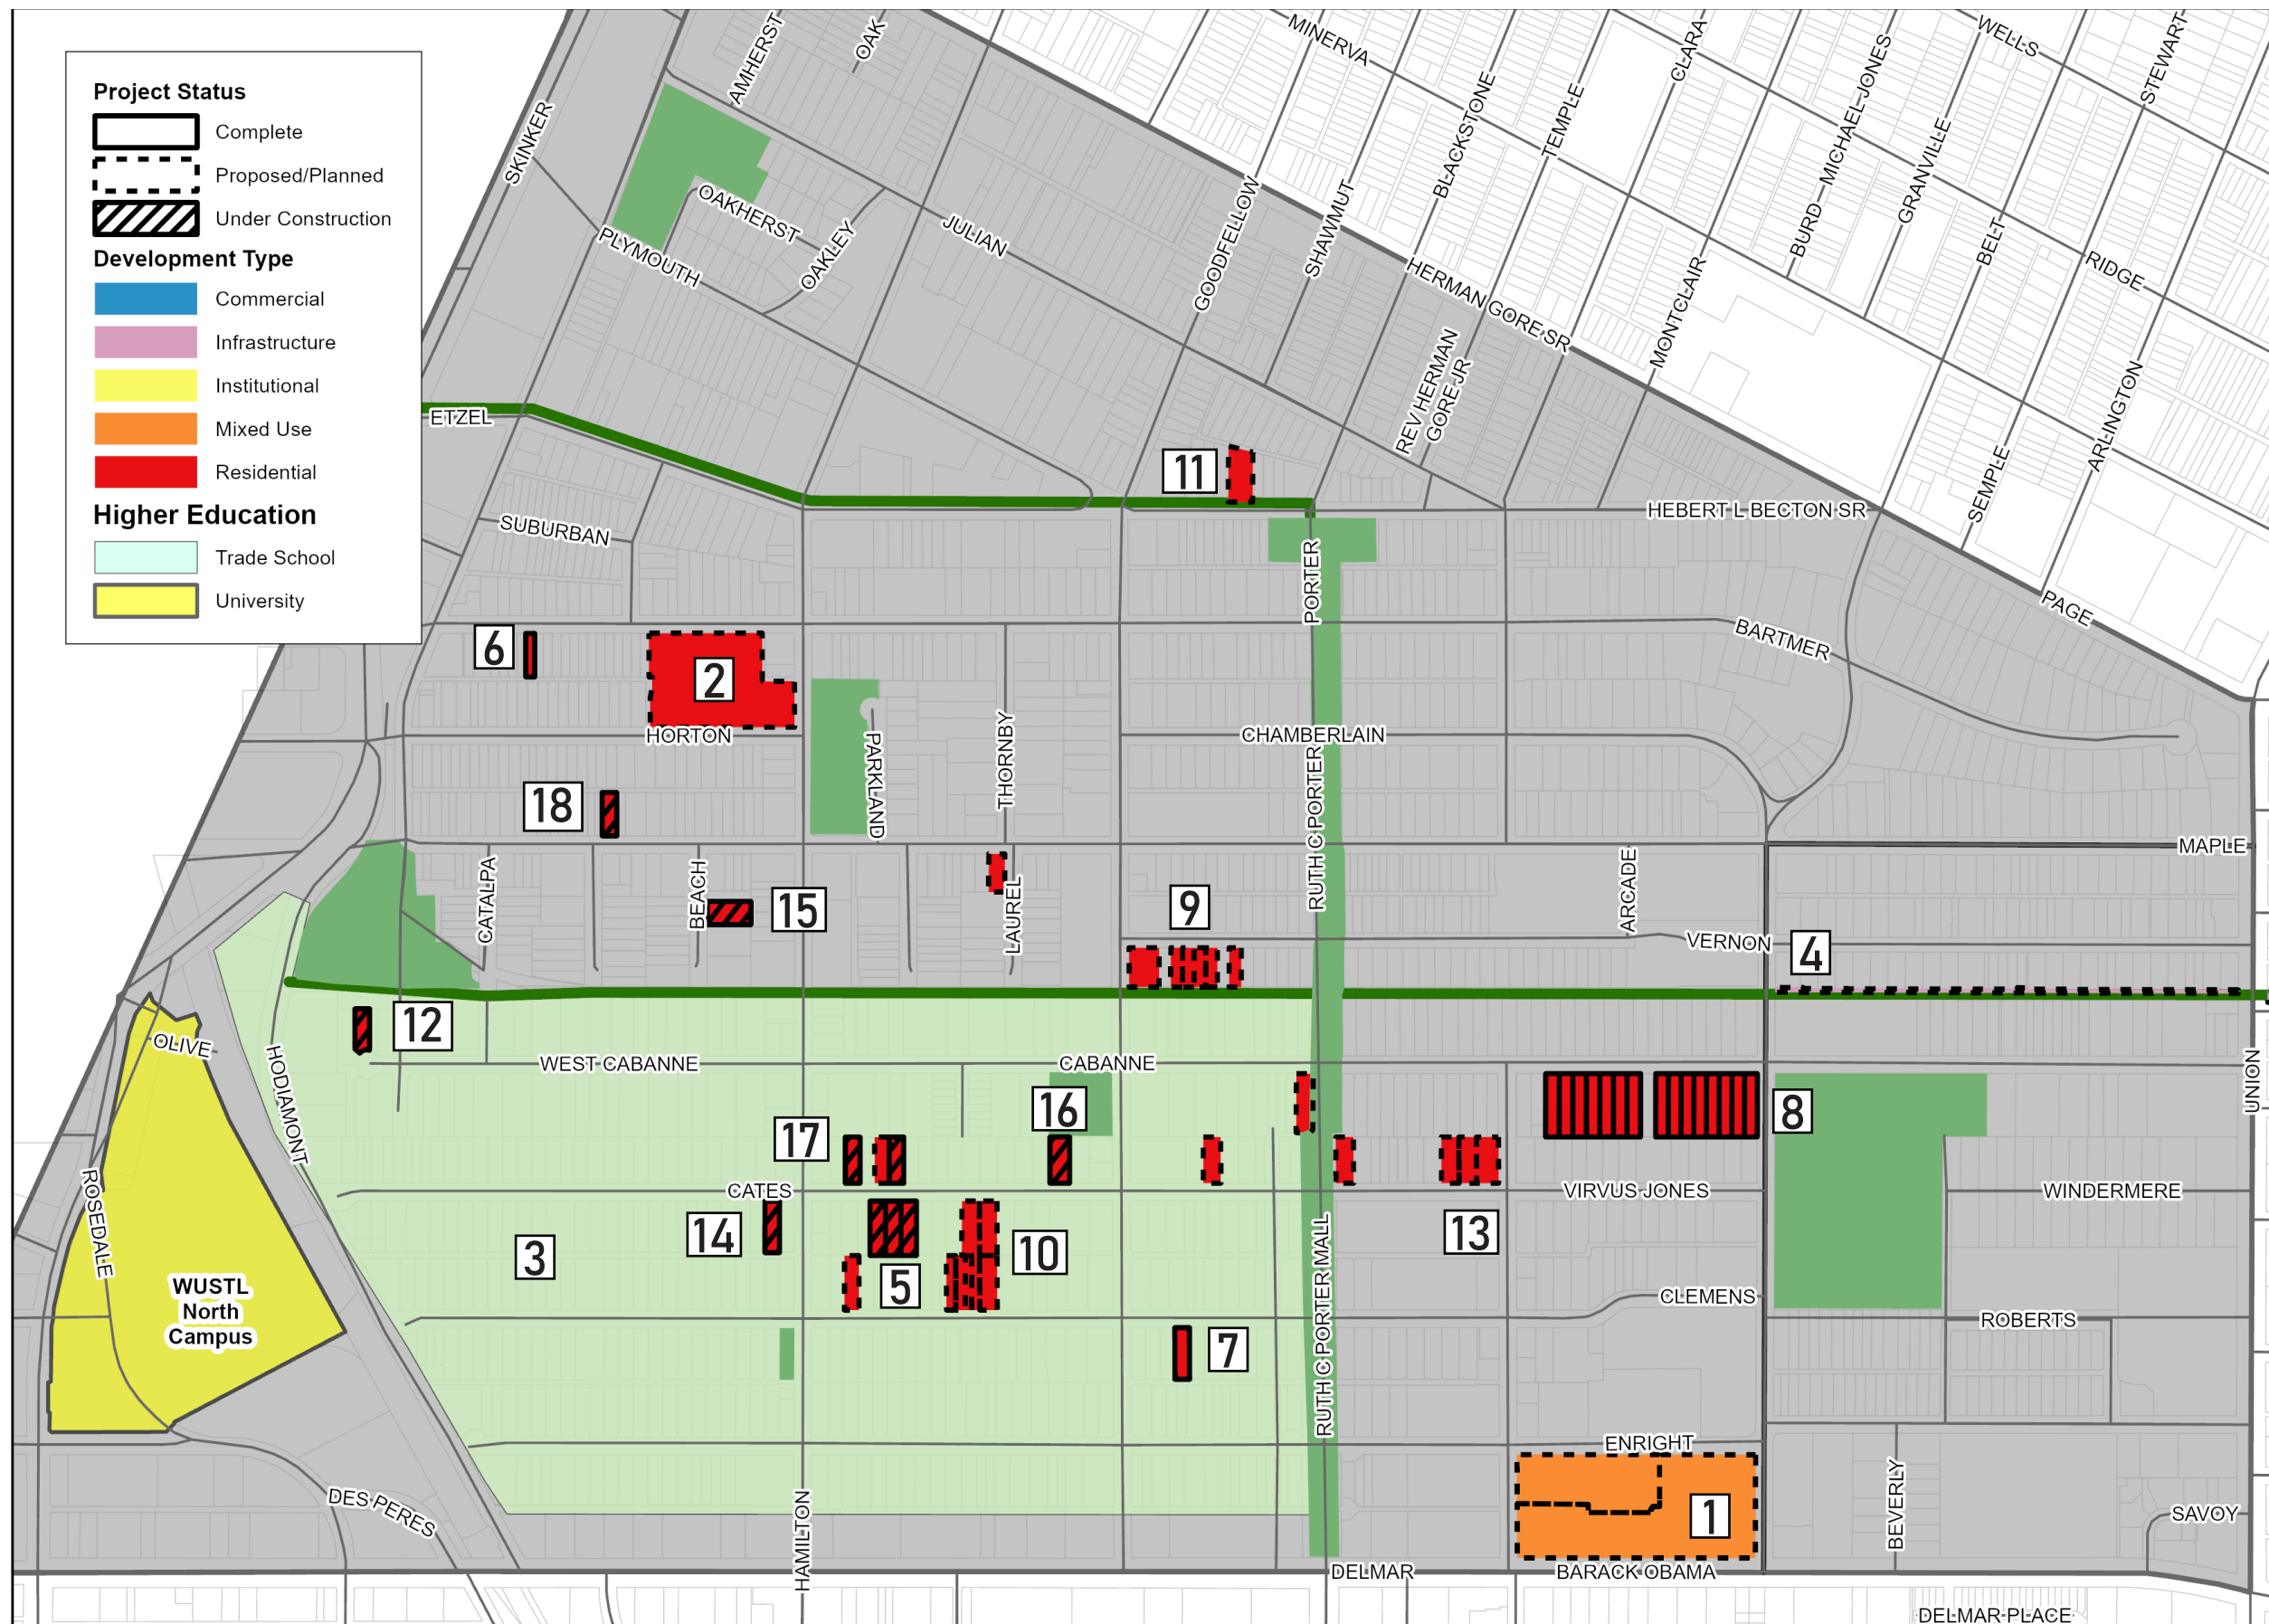 Project Status
Complete
Proposed/Planned
Under Construction
Development Type
Commercial
Infrastructure
Institutional
Mixed Use
Residential
Higher Education
Trade School
University
AMHERST
OAK
MINERVA
CLARA
WELLS
STEWART
SKINKER
BLACKSTONE
TEMPLE
BURD
MICHAEL JONES
GRANVILLE
OAKHERST
OAKLEY
PLYMOUTH
JULIAN
GOODFELLOW
SHAWMUT
HERMAN GORE SR
MONTCLAIR
BELT
RIDGE
REV HERMAN
GORE JR
ARLINGTON
SEMPLE
ETZEL
11
HEBERT L BECTON SR
SUBURBAN
PORTER
PAGE
BARTMER
6
2
HORTON
PARKLAND
THORNBY
CHAMBERLAIN
RUTH C PORTER
18
MAPLE
CATALPA
BEACH
15
LAUREL
9
ARCADE
VERNON
4
12
OLIVE
HODIAMONT
WEST CABANNE
CABANNE
UNION
16
8
17
CATES
VIRVUS JONES
WINDERMERE
ROSEDALE
14
3
10
13
5
WUSTL
North
Campus
CLEMENS
ROBERTS
7
RUTH C PORTER MALL
ENRIGHT
DES PERES
HAMILTON
1
BEVERLY
SAVOY
DELMAR
BARACK OBAMA
DELMAR PLACE